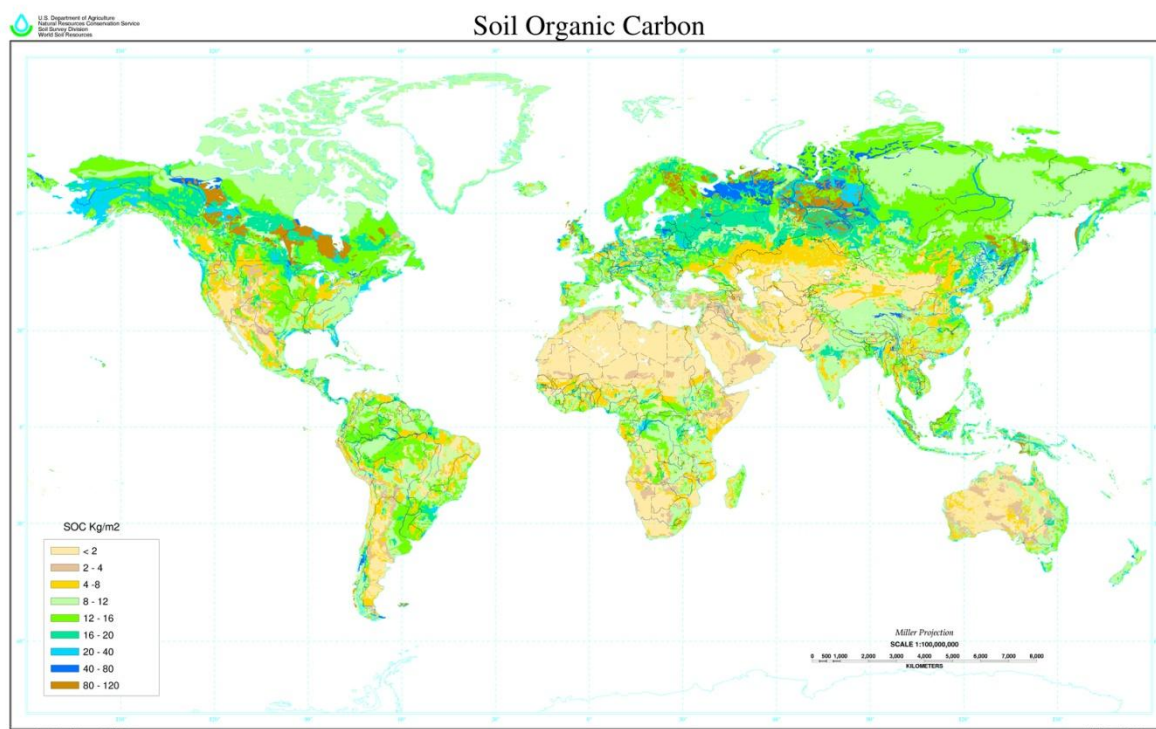 U.S. Department of Agriculture
Natural Resources Conservation Service
Soil Survey Division
World Soil Resources
Soil Organic Carbon
SOC Kg/m2
< 2
2 - 4
4 -8
8 - 12
12 - 16
16 - 20
20 - 40
40 - 80
80 - 120
Miller Projection
SCALE 1:100,000,000
0 500 1,000 2,000 3,000 4,000 5,000 6,000 7,000 8,000
KILOMETERS